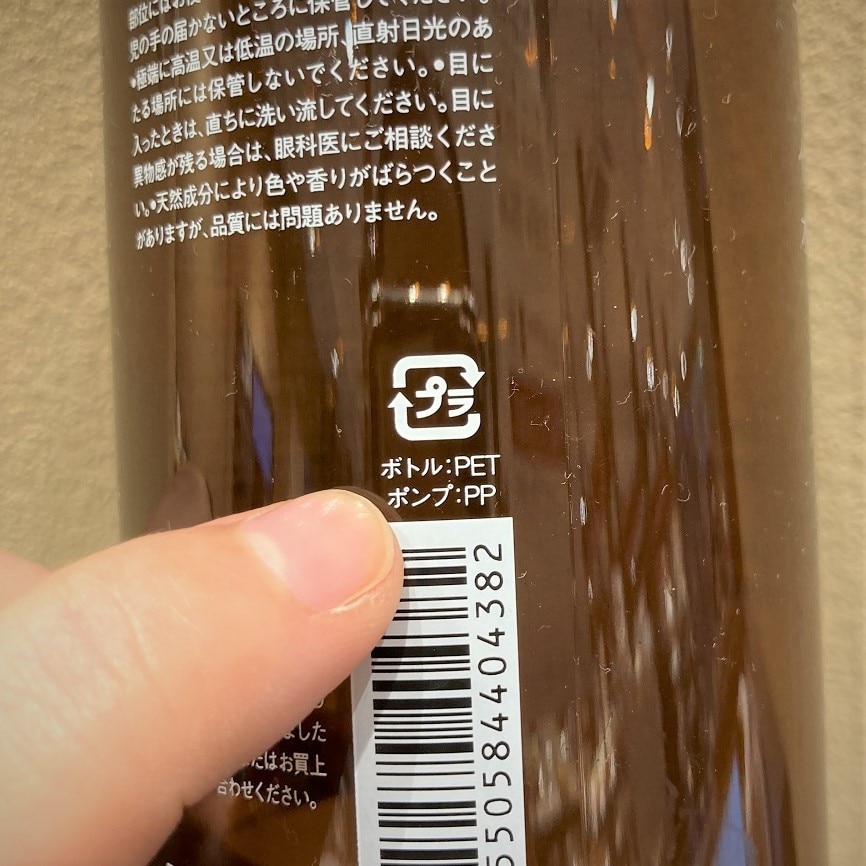 部位にはお使
児の手の届かないところに保管してください。
•極端に高温又は低温の場所、直射日光のあ
たる場所には保管しないでください。•目に
入ったときは、直ちに洗い流してください。目に
異物感が残る場合は、眼科医にご相談くださ
い。•天然成分により色や香りがばらつくこと
がありますが、品質には問題ありません。
プラ
ボトル:PET
ポンプ:PP
550584404382
ました
たはお買上
合わせください。